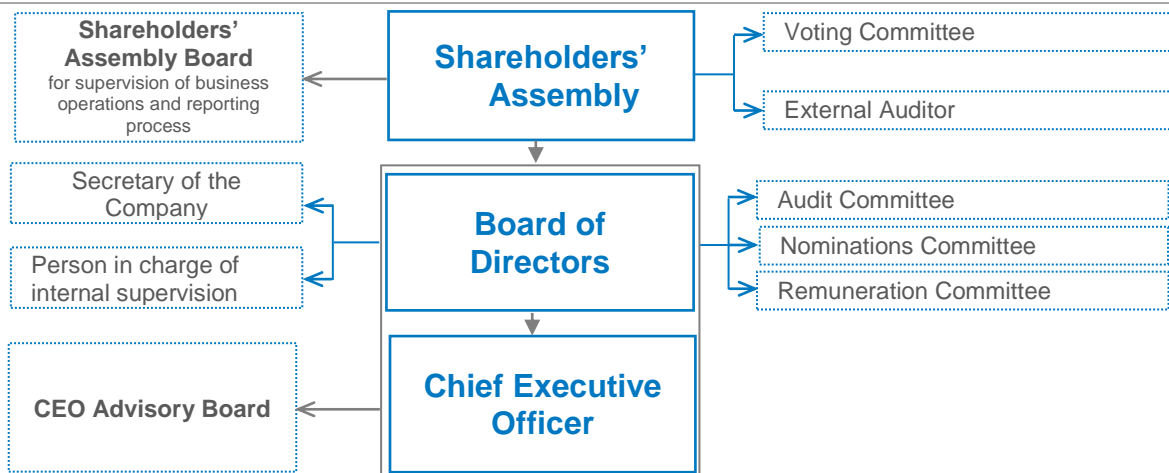 Shareholders’
Assembly Board
for supervision of business
operations and reporting
process
Shareholders’
Assembly
Voting Committee
External Auditor
Secretary of the
Company
Person in charge of
internal supervision
Board of
Directors
Audit Committee
Nominations Committee
Remuneration Committee
CEO Advisory Board
Chief Executive
Officer